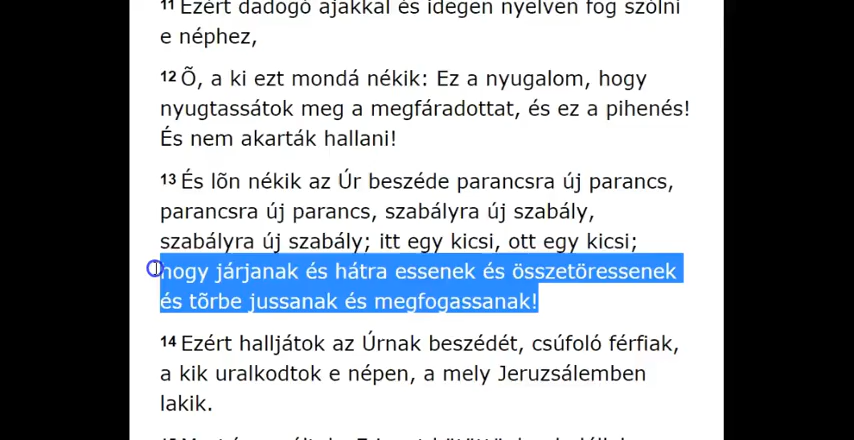 11 Ezért dadogó ajakkal és idegen nyelven fog szólni
e néphez,
12 Õ, a ki ezt mondá nékik: Ez a nyugalom, hogy
nyugtassátok meg a megfáradottat, és ez a pihenés!
És nem akarták hallani!
13 És lõn nékik az Úr beszéde parancsra új parancs,
parancsra új parancs, szabályra új szabály,
szabályra új szabály; itt egy kicsi, ott egy kicsi;
hogy járjanak és hátra essenek és összetöressenek
és tõrbe jussanak és megfogassanak!
14 Ezért halljátok az Úrnak beszédét, csúfoló férfiak,
a kik uralkodtok e népen, a mely Jeruzsálemben
lakik.